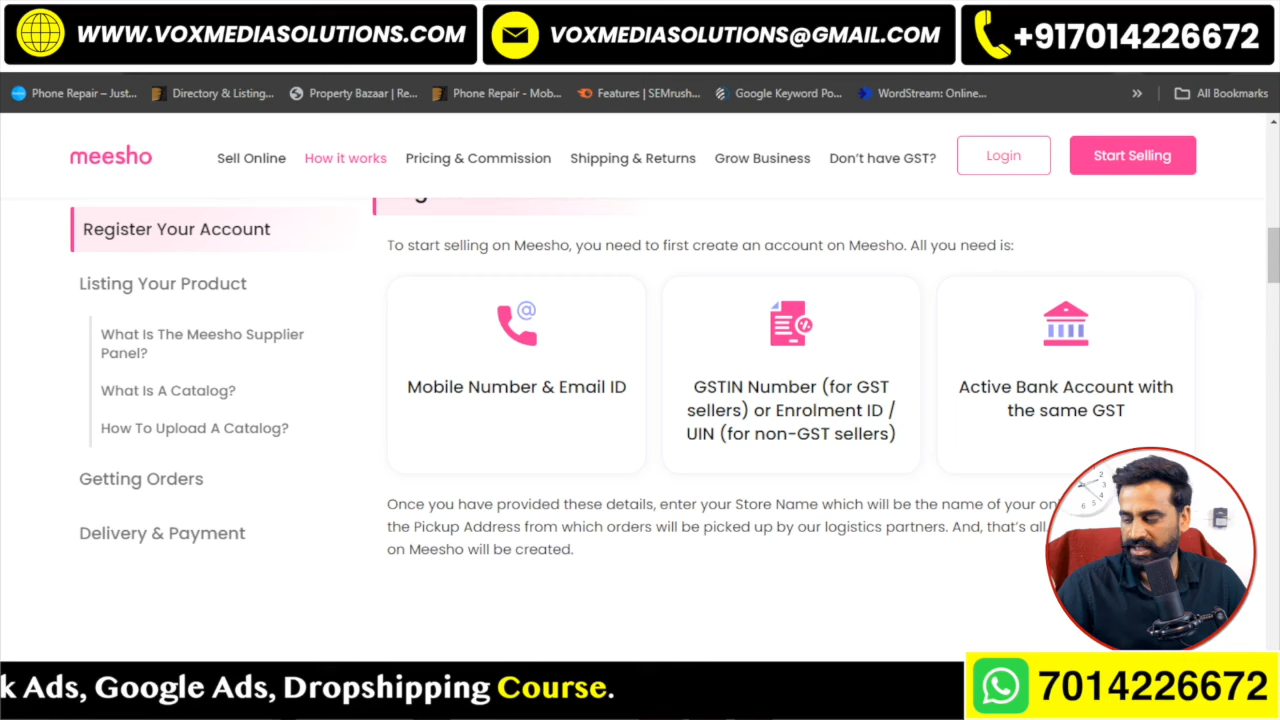 WWW.VOXMEDIASOLUTIONS.COM
VOXMEDIASOLUTIONS@GMAIL.COM
+917014226672
Phone Repair – Just...
Directory & Listing...
Property Bazaar | Re...
Phone Repair - Mob...
Features | SEMrush...
Google Keyword Po...
WordStream: Online...
»
All Bookmarks
meesho
Sell Online
How it works
Pricing & Commission
Shipping & Returns
Grow Business
Don't have GST?
Login
Start Selling
Register Your Account
Listing Your Product
What Is The Meesho Supplier
Panel?
What Is A Catalog?
How To Upload A Catalog?
Getting Orders
Delivery & Payment
To start selling on Meesho, you need to first create an account on Meesho. All you need is:
Mobile Number & Email ID
GSTIN Number (for GST
sellers) or Enrolment ID /
UIN (for non-GST sellers)
Active Bank Account with
the same GST
Once you have provided these details, enter your Store Name which will be the name of your
the Pickup Address from which orders will be picked up by our logistics partners. And, that's all
on Meesho will be created.
k Ads, Google Ads, Dropshipping Course.
7014226672